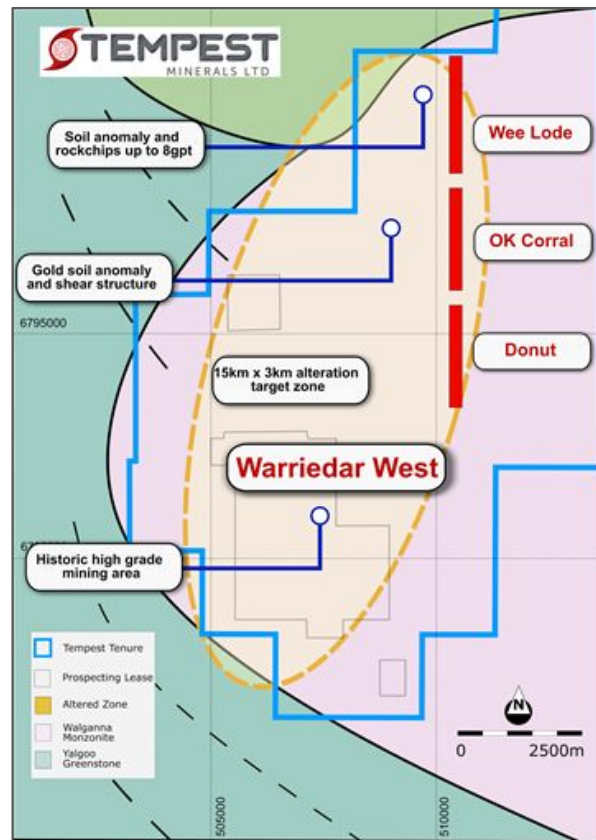 TEMPEST
MINERALS LTD
Soil anomaly and
rockchips up to 8gpt
Wee Lode
OK Corral
Gold soil anomaly
and shear structure
6795000
Donut
15km x 3km alteration
target zone
Warriedar West
Historic high grade
mining area
Tempest Tenure
Prospecting Lease
Altered Zone
Walganna
Monzonite
Yalgoo
Greenstone
N
0 2500m
505000
510000